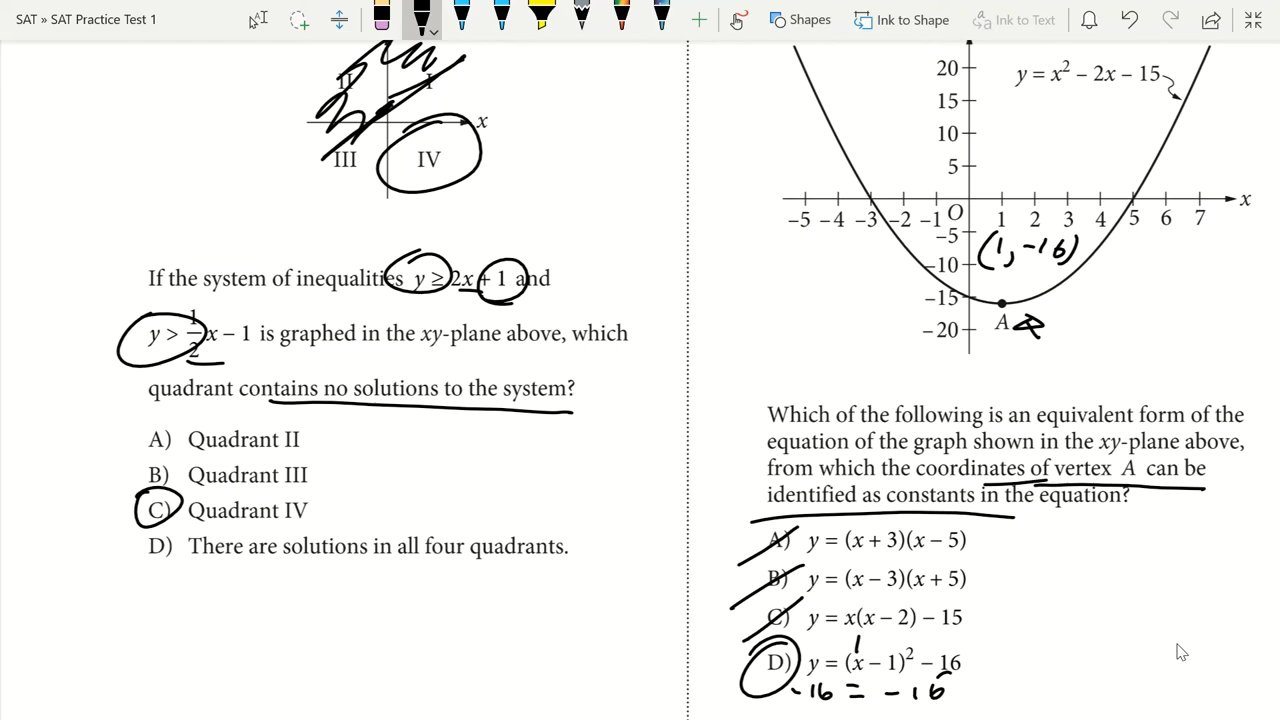 SAT » SAT Practice Test 1
Shapes
Ink to Shape
Ink to Text
II
I
x
III
IV
If the system of inequalities y ≥ 2x + 1 and
y > 1/2 x − 1 is graphed in the xy-plane above, which
quadrant contains no solutions to the system?
A) Quadrant II
B) Quadrant III
C) Quadrant IV
D) There are solutions in all four quadrants.
20
y = x² − 2x − 15
15
10
5
x
-5 -4 -3 -2 -1 O 1 2 3 4 5 6 7
-5
(1, -16)
-10
-15
A
-20
Which of the following is an equivalent form of the
equation of the graph shown in the xy-plane above,
from which the coordinates of vertex A can be
identified as constants in the equation?
A) y = (x + 3)(x − 5)
B) y = (x − 3)(x + 5)
C) y = x(x − 2) − 15
1
D) y = (x − 1)² − 16
-16 = -16